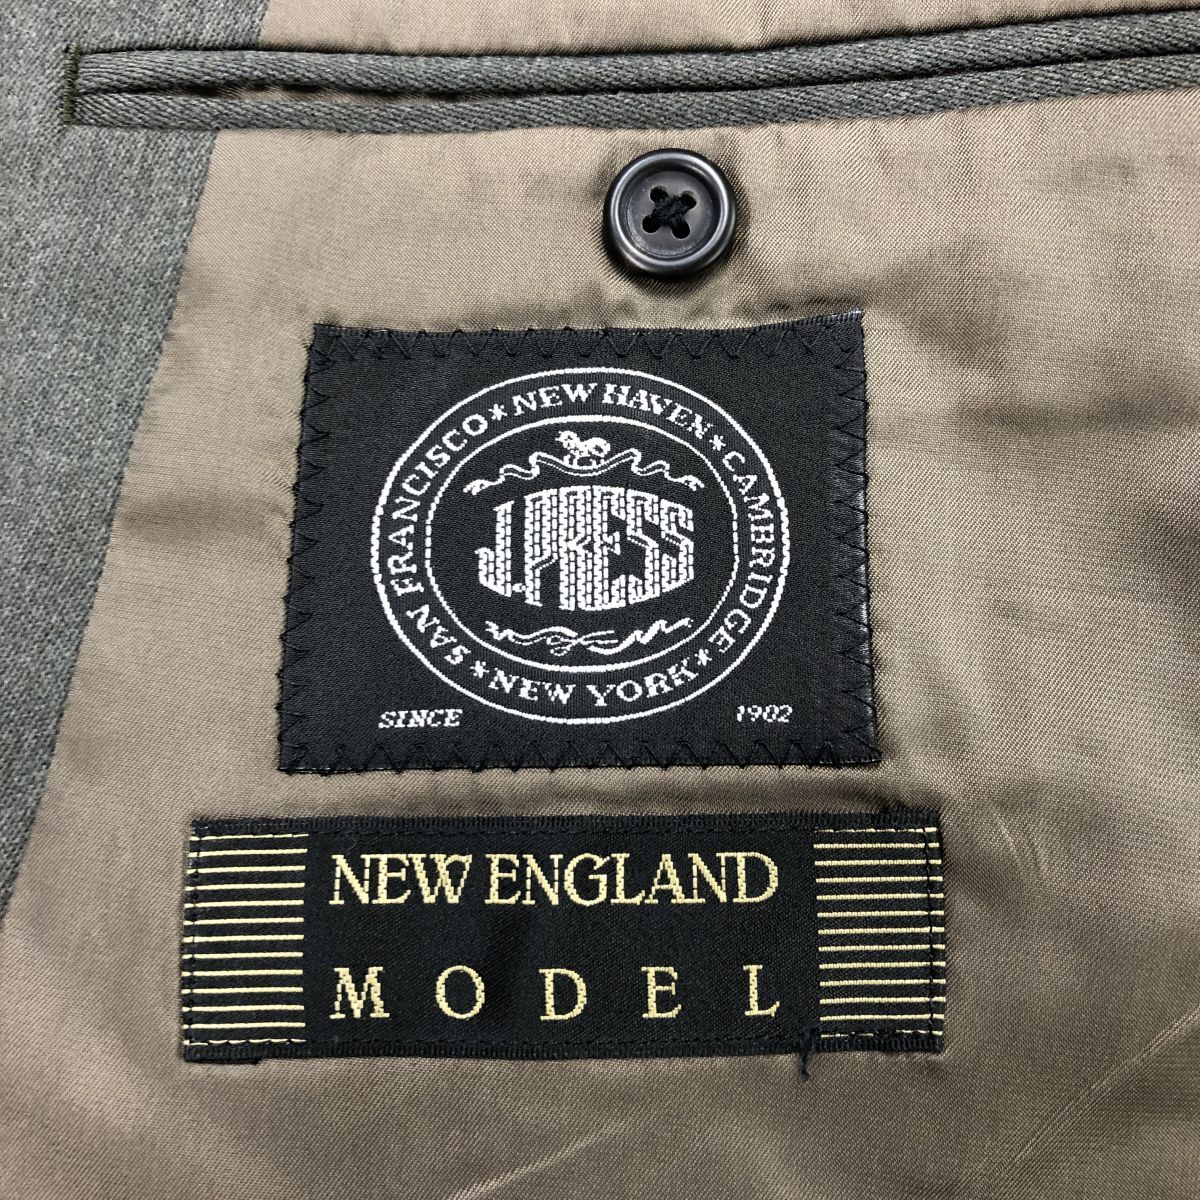 SAN FRANCISCO*NEW HAVEN*CAMBRIDGE*NEW YORK*
J.PRESS
SINCE 1902
NEW ENGLAND
MODEL